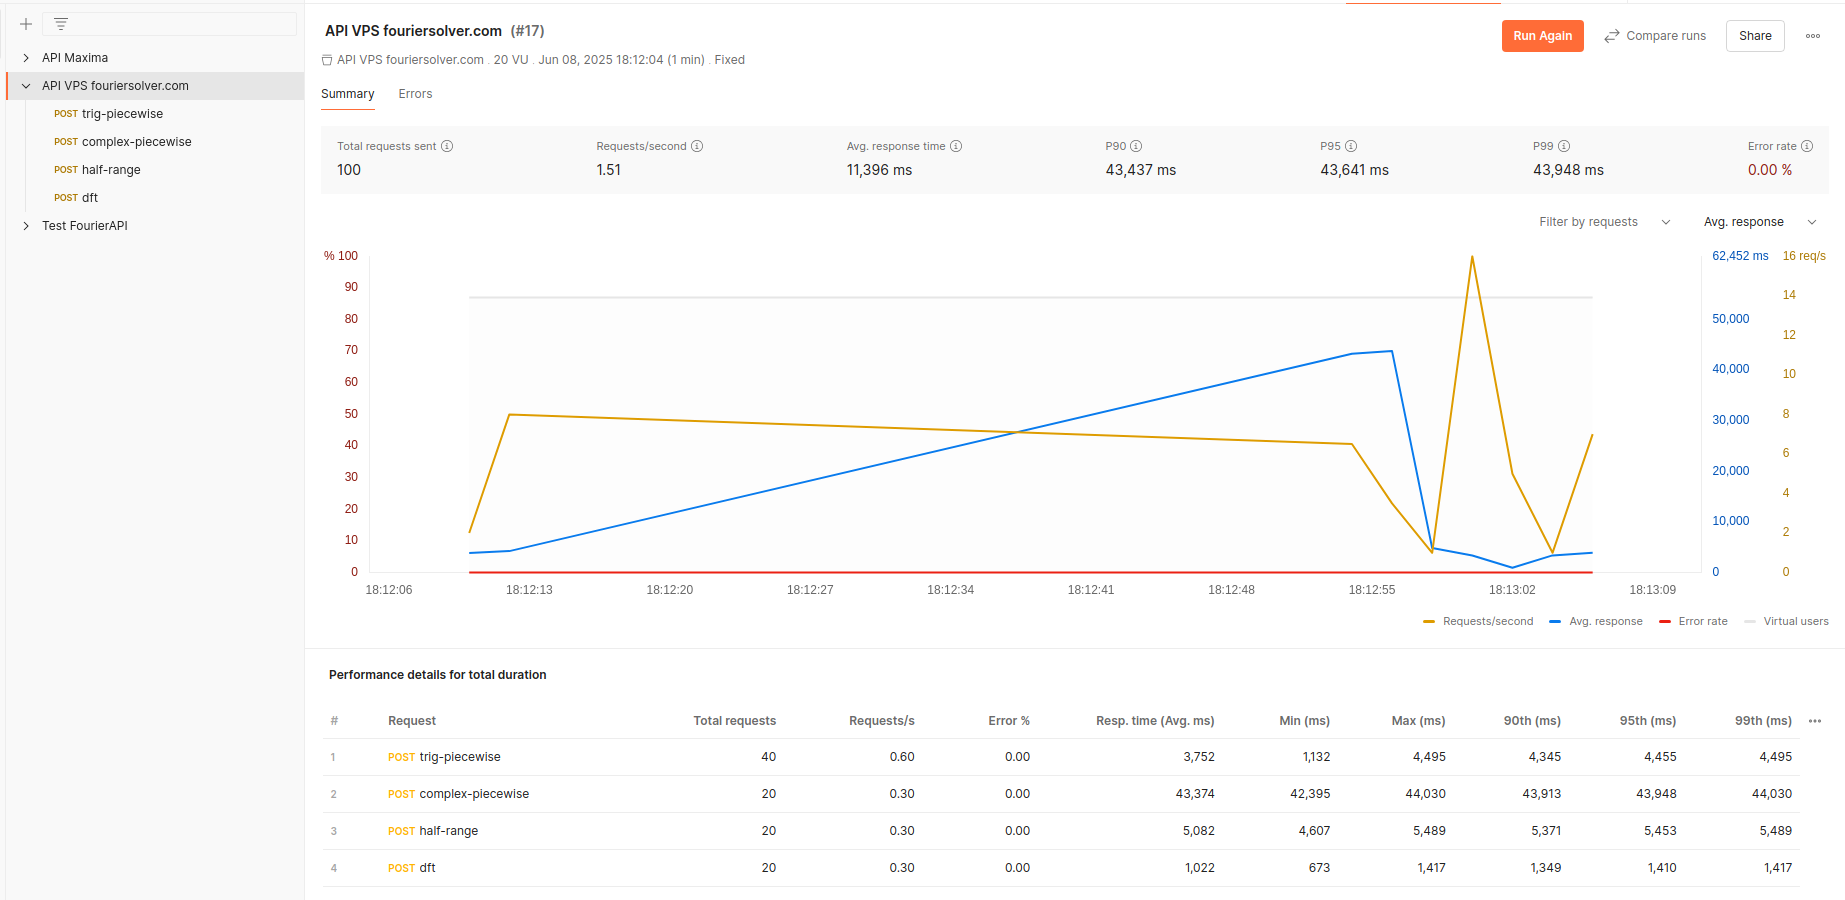 API Maxima
API VPS fouriersolver.com
POST trig-piecewise
POST complex-piecewise
POST half-range
POST dft
Test FourierAPI
API VPS fouriersolver.com (#17)
Run Again
Compare runs
Share
API VPS fouriersolver.com . 20 VU . Jun 08, 2025 18:12:04 (1 min) . Fixed
Summary
Errors
Total requests sent Requests/second Avg. response time P90 P95 P99 Error rate
100 1.51 11,396 ms 43,437 ms 43,641 ms 43,948 ms 0.00 %
Filter by requests Avg. response
% 100 62,452 ms 16 req/s
90 14
80 50,000 12
70 40,000 10
60 30,000 8
50 20,000 6
40 10,000 4
30 0 2
20 0
10
0
18:12:06 18:12:13 18:12:20 18:12:27 18:12:34 18:12:41 18:12:48 18:12:55 18:13:02 18:13:09
Requests/second Avg. response Error rate Virtual users
Performance details for total duration
# Request Total requests Requests/s Error % Resp. time (Avg. ms) Min (ms) Max (ms) 90th (ms) 95th (ms) 99th (ms)
1 POST trig-piecewise 40 0.60 0.00 3,752 1,132 4,495 4,345 4,455 4,495
2 POST complex-piecewise 20 0.30 0.00 43,374 42,395 44,030 43,913 43,948 44,030
3 POST half-range 20 0.30 0.00 5,082 4,607 5,489 5,371 5,453 5,489
4 POST dft 20 0.30 0.00 1,022 673 1,417 1,349 1,410 1,417